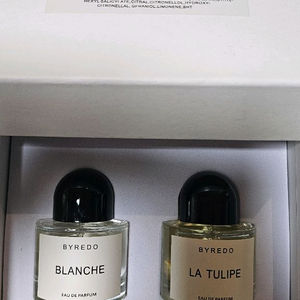 HEXYL SALICYLATE,CITRAL,CITRONELLOL,HYDROXY-
CITRONELLAL, GERANIOL,LIMONENE,BHT
BYREDO
BLANCHE
EAU DE PARFUM
BYREDO
LA TULIPE
EAU DE PARFUM